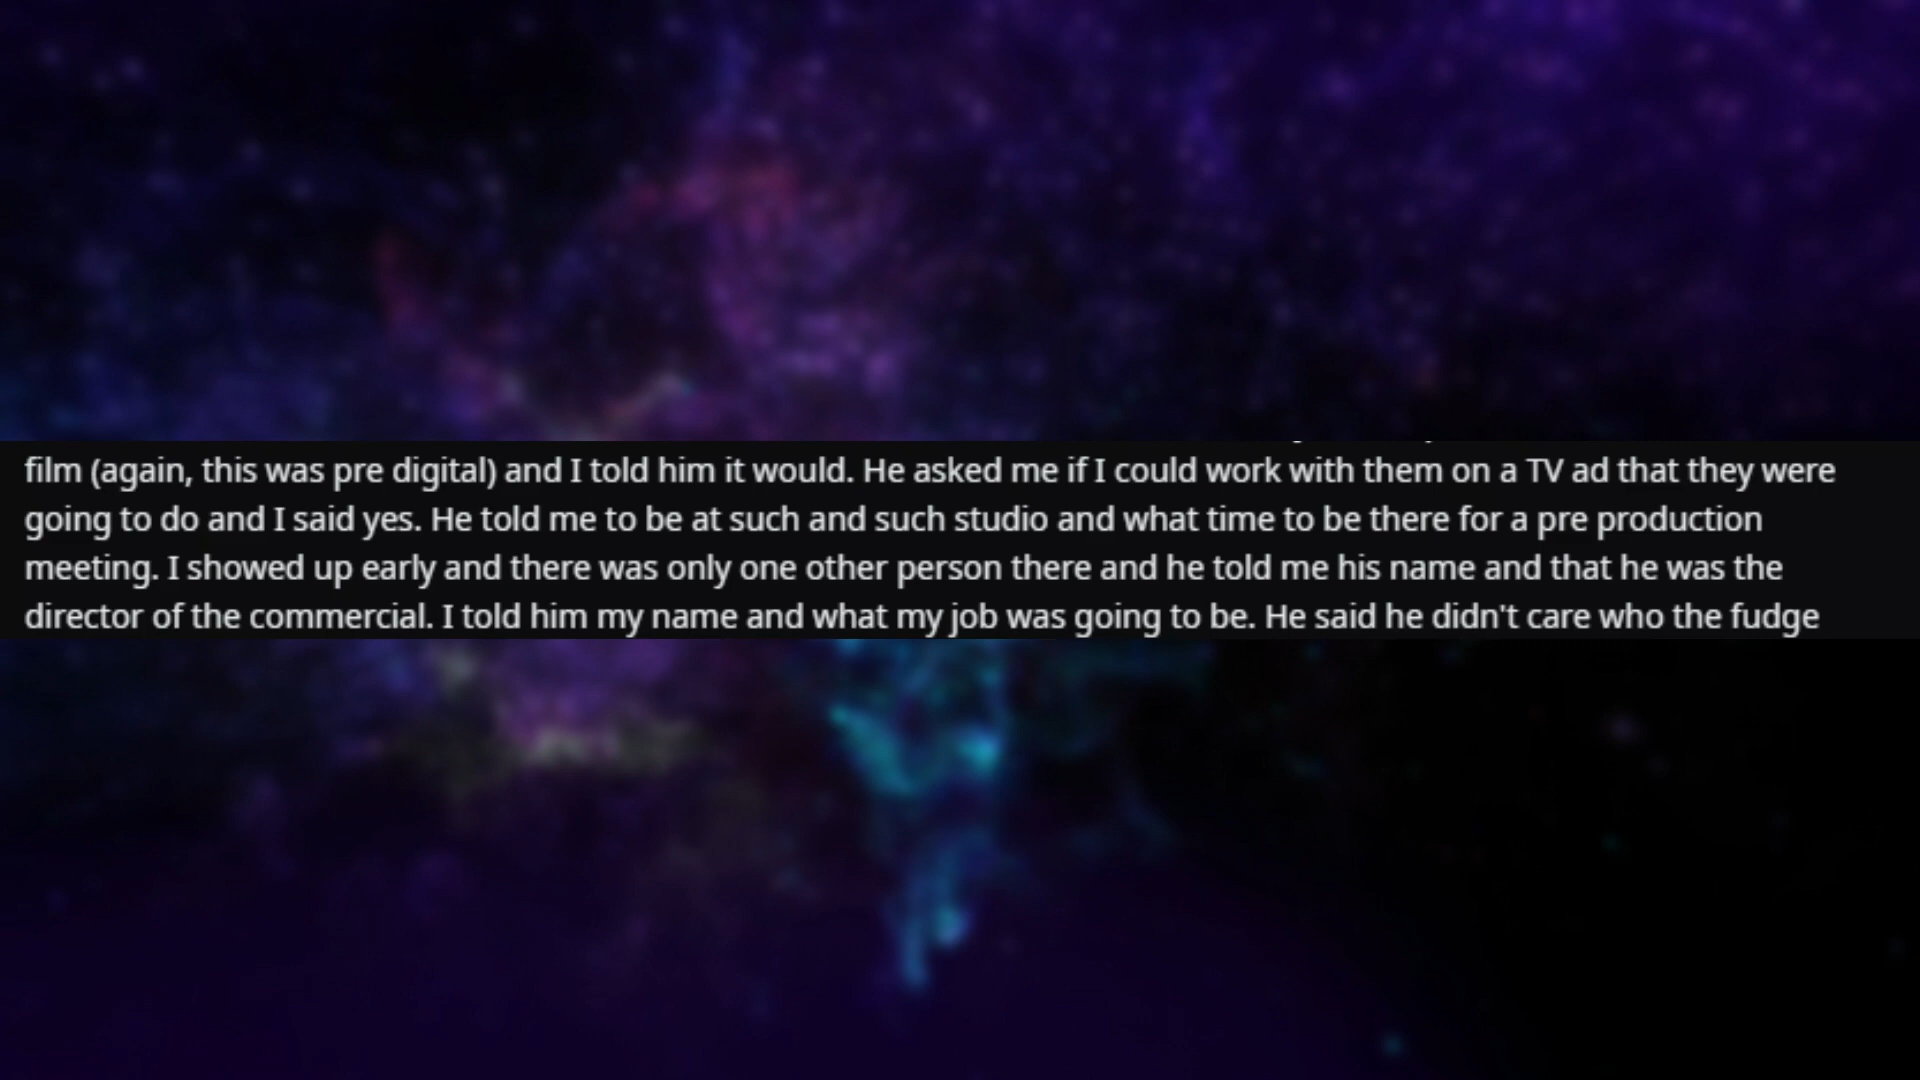 film (again, this was pre digital) and I told him it would. He asked me if I could work with them on a TV ad that they were
going to do and I said yes. He told me to be at such and such studio and what time to be there for a pre production
meeting. I showed up early and there was only one other person there and he told me his name and that he was the
director of the commercial. I told him my name and what my job was going to be. He said he didn't care who the fudge